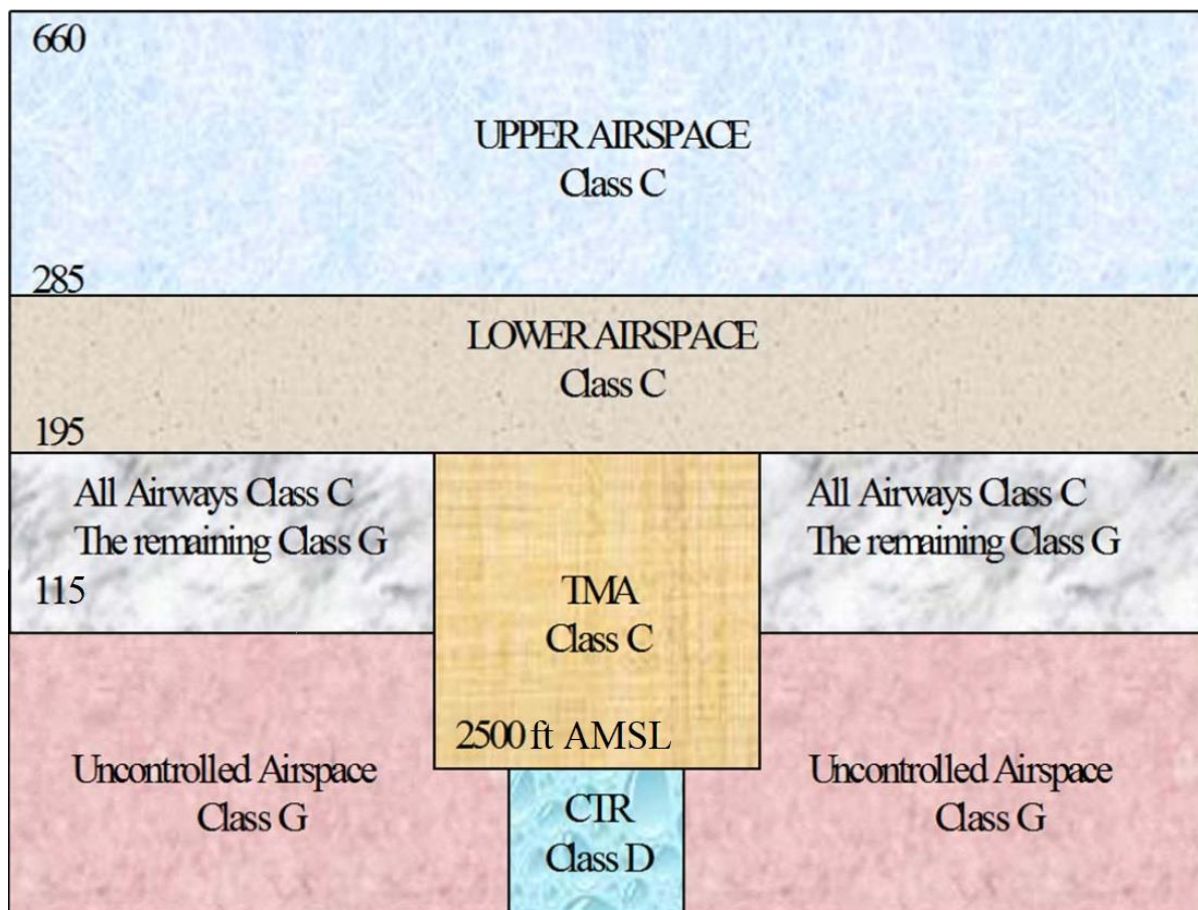 660
UPPER AIRSPACE
Class C
285
LOWER AIRSPACE
Class C
195
All Airways Class C
The remaining Class G
115
TMA
Class C
2500 ft AMSL
All Airways Class C
The remaining Class G
Uncontrolled Airspace
Class G
CTR
Class D
Uncontrolled Airspace
Class G